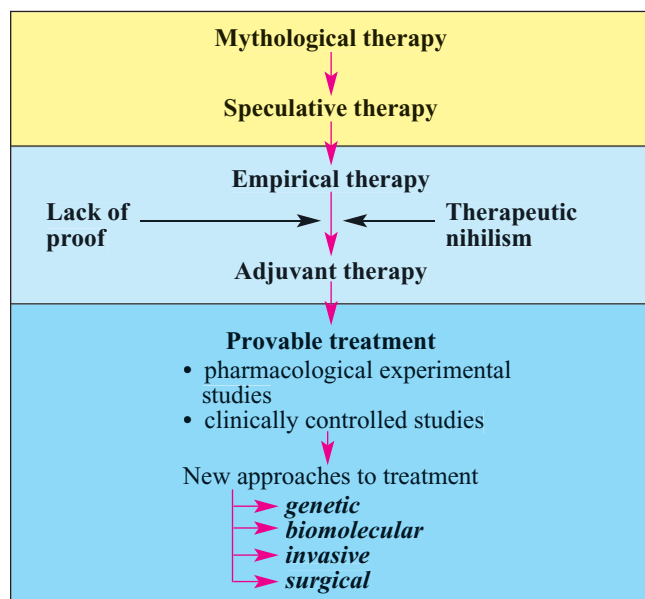 Mythological therapy
Speculative therapy
Empirical therapy
Lack of
proof
Therapeutic
nihilism
Adjuvant therapy
Provable treatment
• pharmacological experimental
studies
• clinically controlled studies
New approaches to treatment
genetic
biomolecular
invasive
surgical